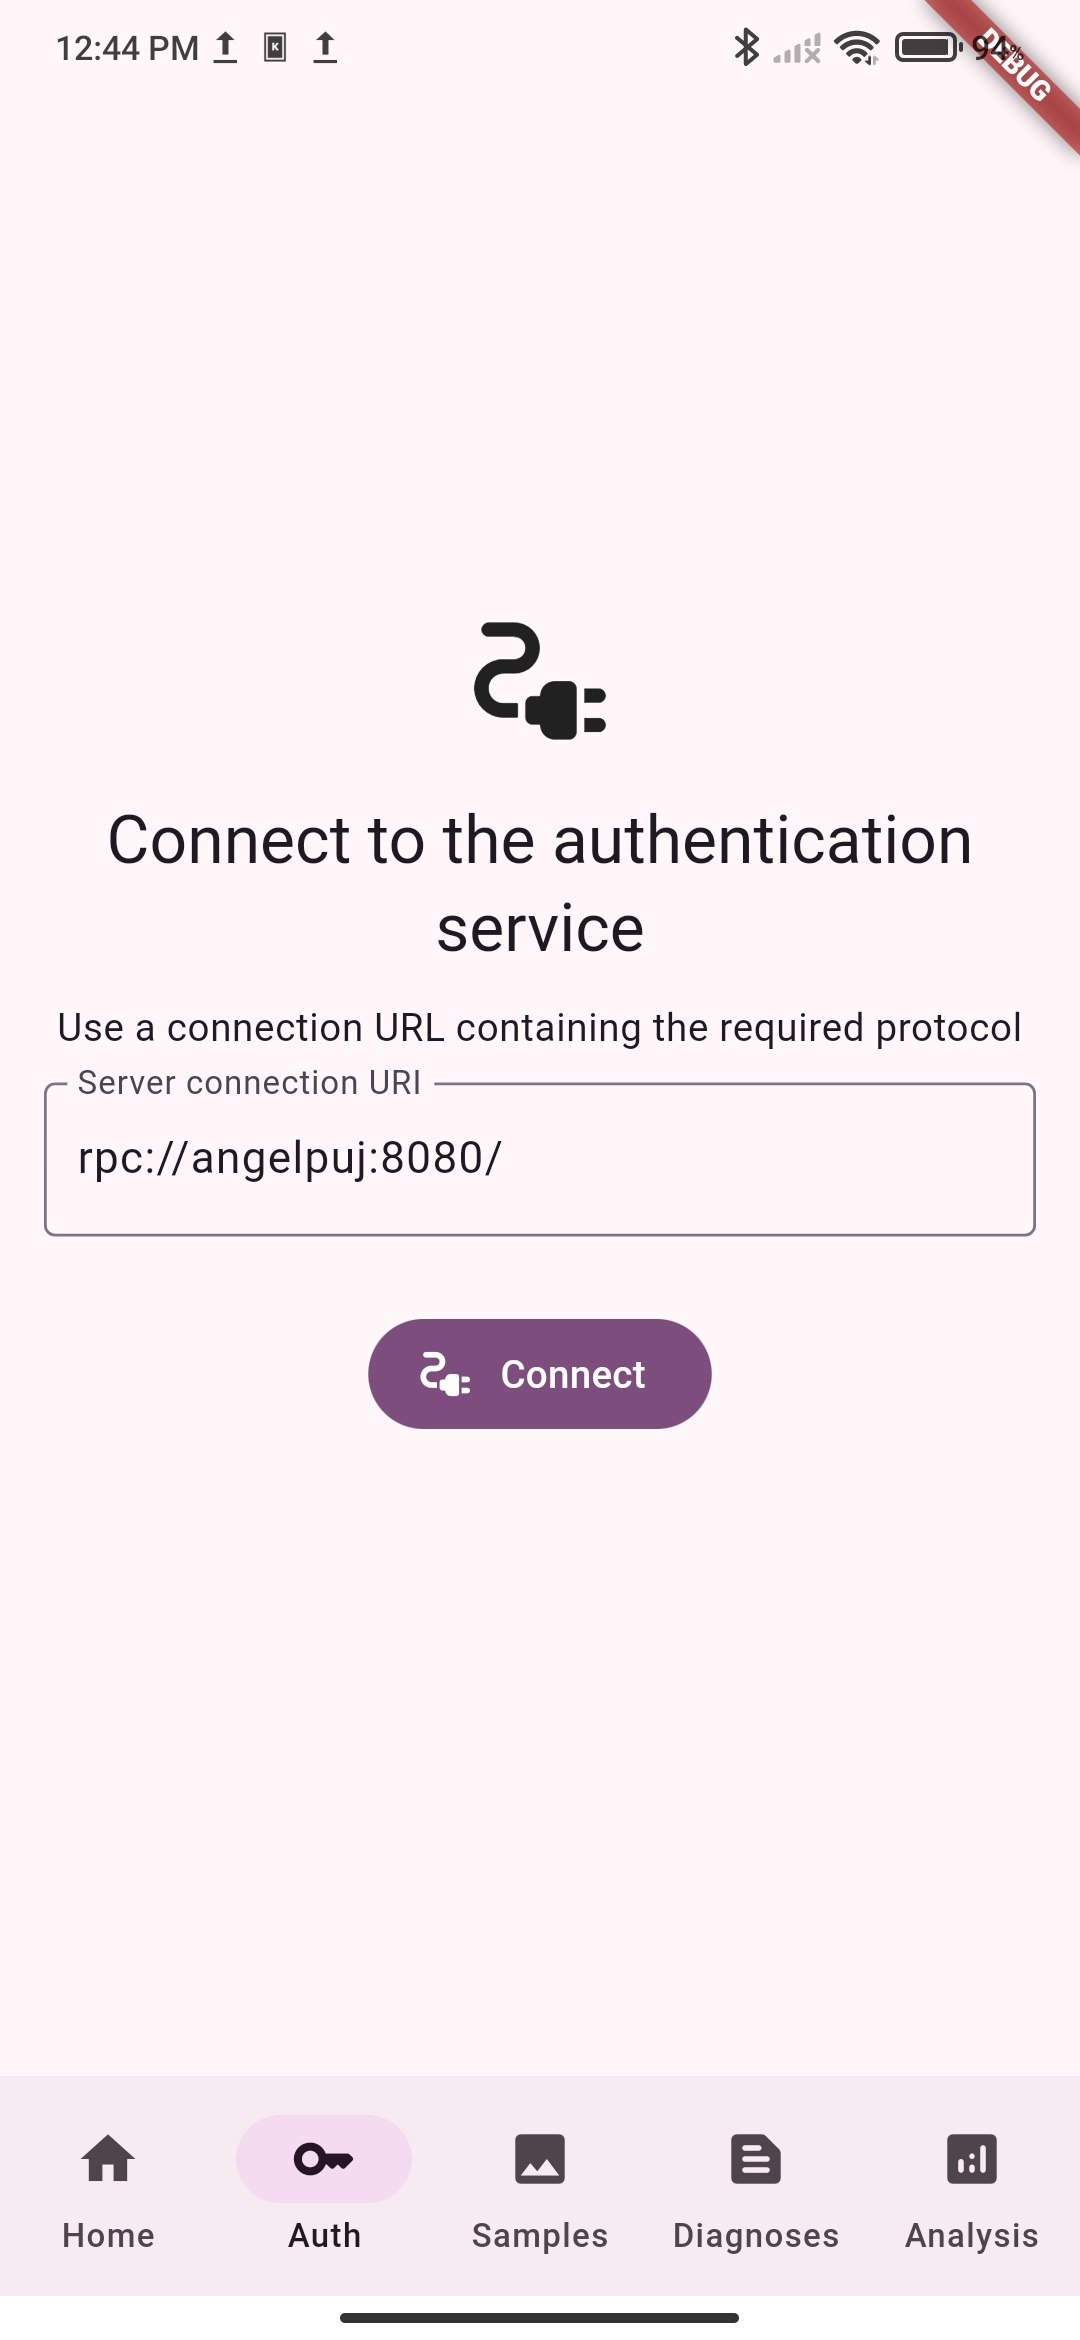 12:44 PM
94%
DEBUG
Connect to the authentication
service
Use a connection URL containing the required protocol
Server connection URI
rpc://angelpuj:8080/
Connect
Home
Auth
Samples
Diagnoses
Analysis